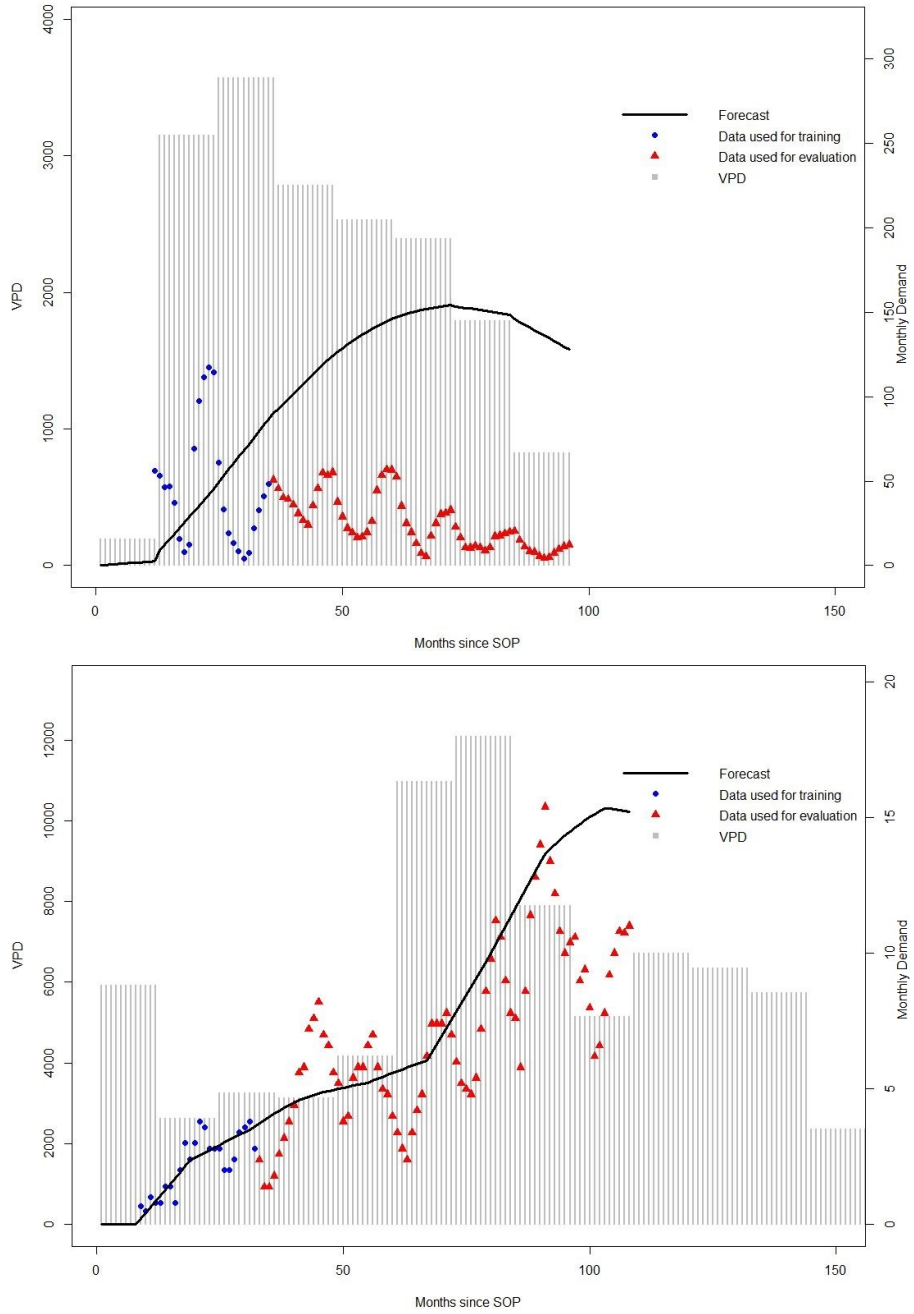 4000
3000
2000
1000
0
VPD
300
250
200
150
100
50
0
Monthly Demand
Forecast
Data used for training
Data used for evaluation
VPD
0 50 100 150
Months since SOP
12000
10000
8000
6000
4000
2000
0
VPD
20
15
10
5
0
Monthly Demand
Forecast
Data used for training
Data used for evaluation
VPD
0 50 100 150
Months since SOP